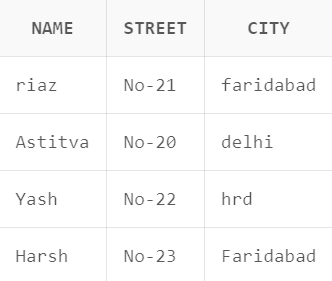 NAME STREET CITY
riaz No-21 faridabad
Astitva No-20 delhi
Yash No-22 hrd
Harsh No-23 Faridabad